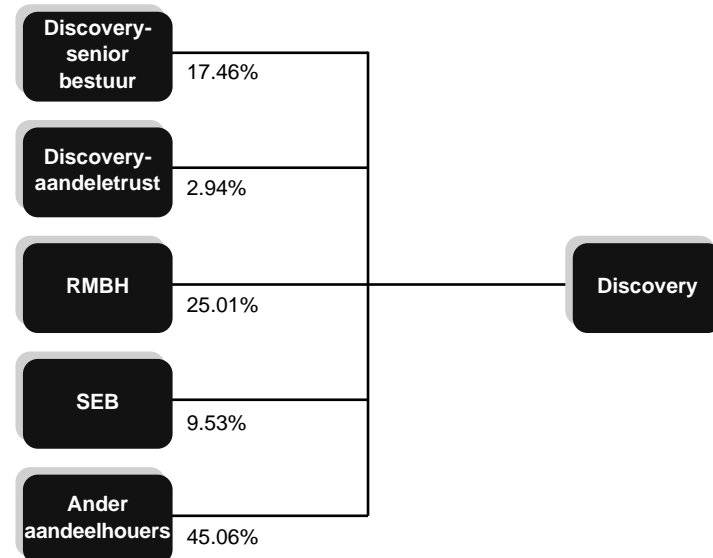 Discovery-
senior
bestuur
17.46%
Discovery-
aandeletrust
2.94%
RMBH
25.01%
Discovery
SEB
9.53%
Ander
aandeelhouers
45.06%